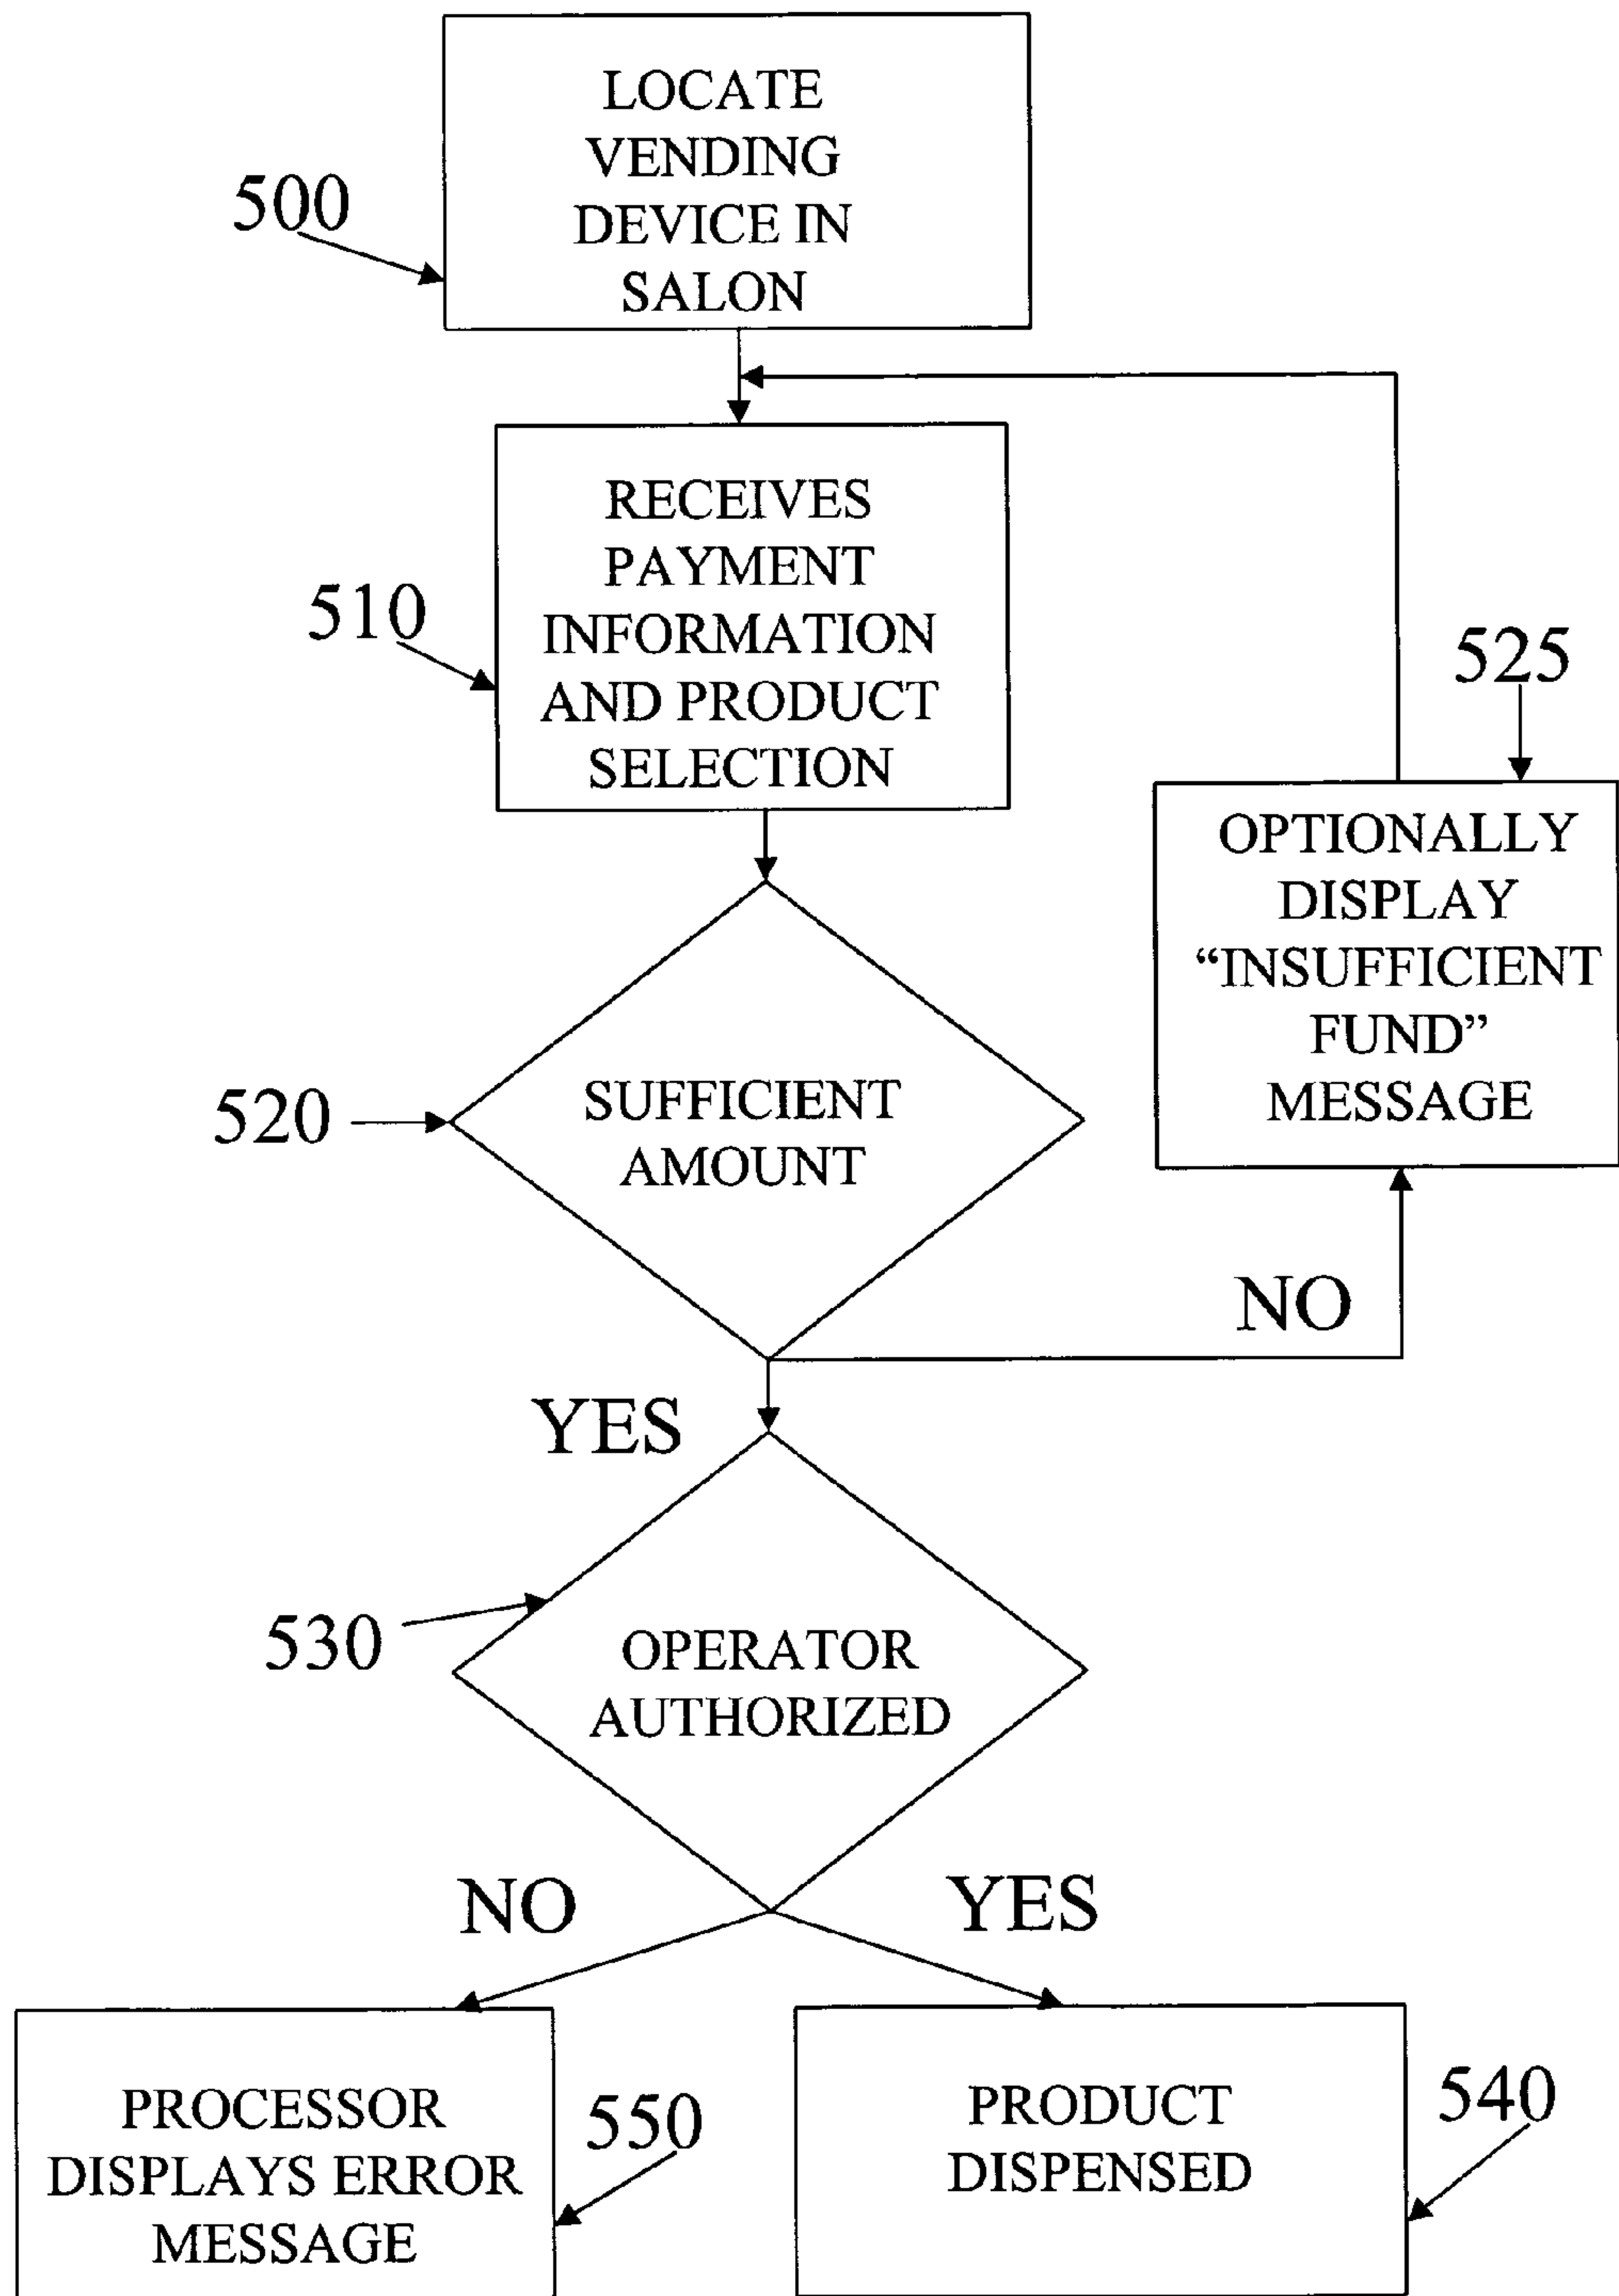 LOCATE
VENDING
DEVICE IN
SALON
500
RECEIVES
PAYMENT
INFORMATION
AND PRODUCT
SELECTION
510
525
OPTIONALLY
DISPLAY
“INSUFFICIENT
FUND”
MESSAGE
SUFFICIENT
AMOUNT
520
NO
YES
530
OPERATOR
AUTHORIZED
NO
YES
PROCESSOR
DISPLAYS ERROR
MESSAGE
550
PRODUCT
DISPENSED
540